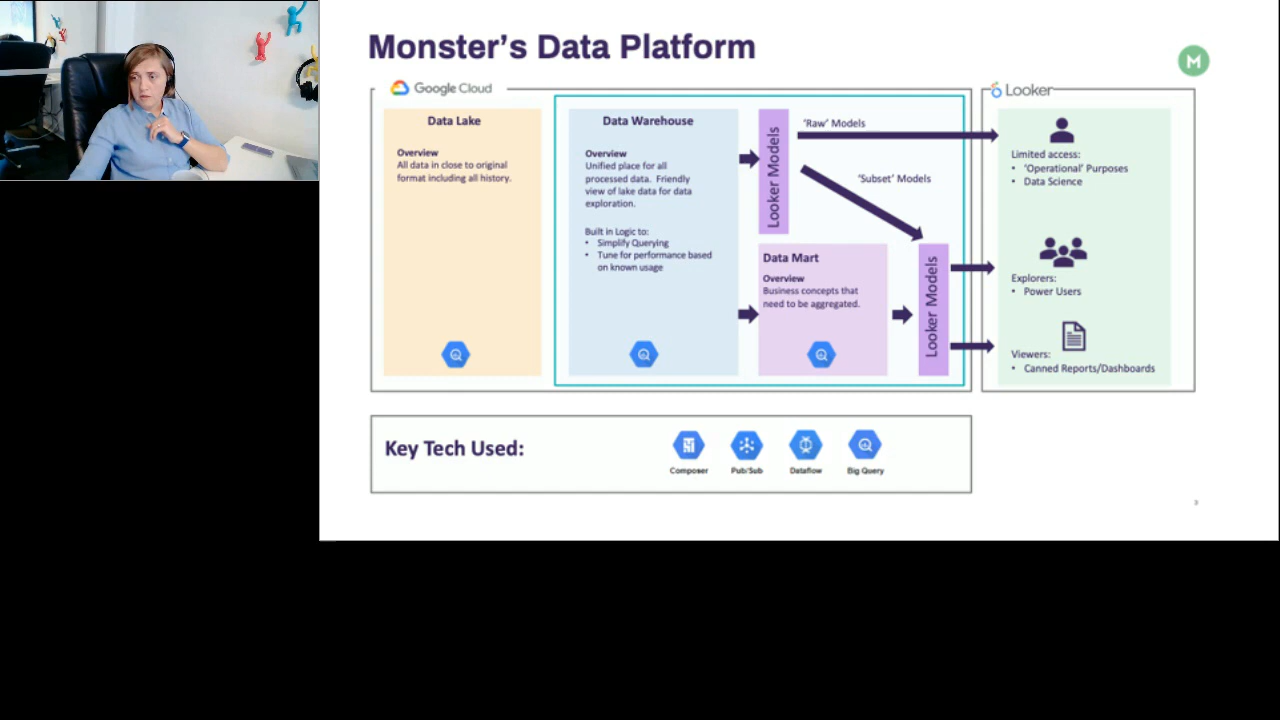 Monster's Data Platform
M
Google Cloud
Looker
Data Lake
Overview
All data in close to original
format including all history.
Data Warehouse
Overview
Unified place for all
processed data. Friendly
view of lake data for data
exploration.
Built in Logic to:
• Simplify Querying
• Tune for performance based
on known usage
Looker Models
'Raw' Models
'Subset' Models
Data Mart
Overview
Business concepts that
need to be aggregated.
Looker Models
Limited access:
• 'Operational' Purposes
• Data Science
Explorers:
• Power Users
Viewers:
• Canned Reports/Dashboards
Key Tech Used:
Composer
Pub/Sub
Dataflow
Big Query